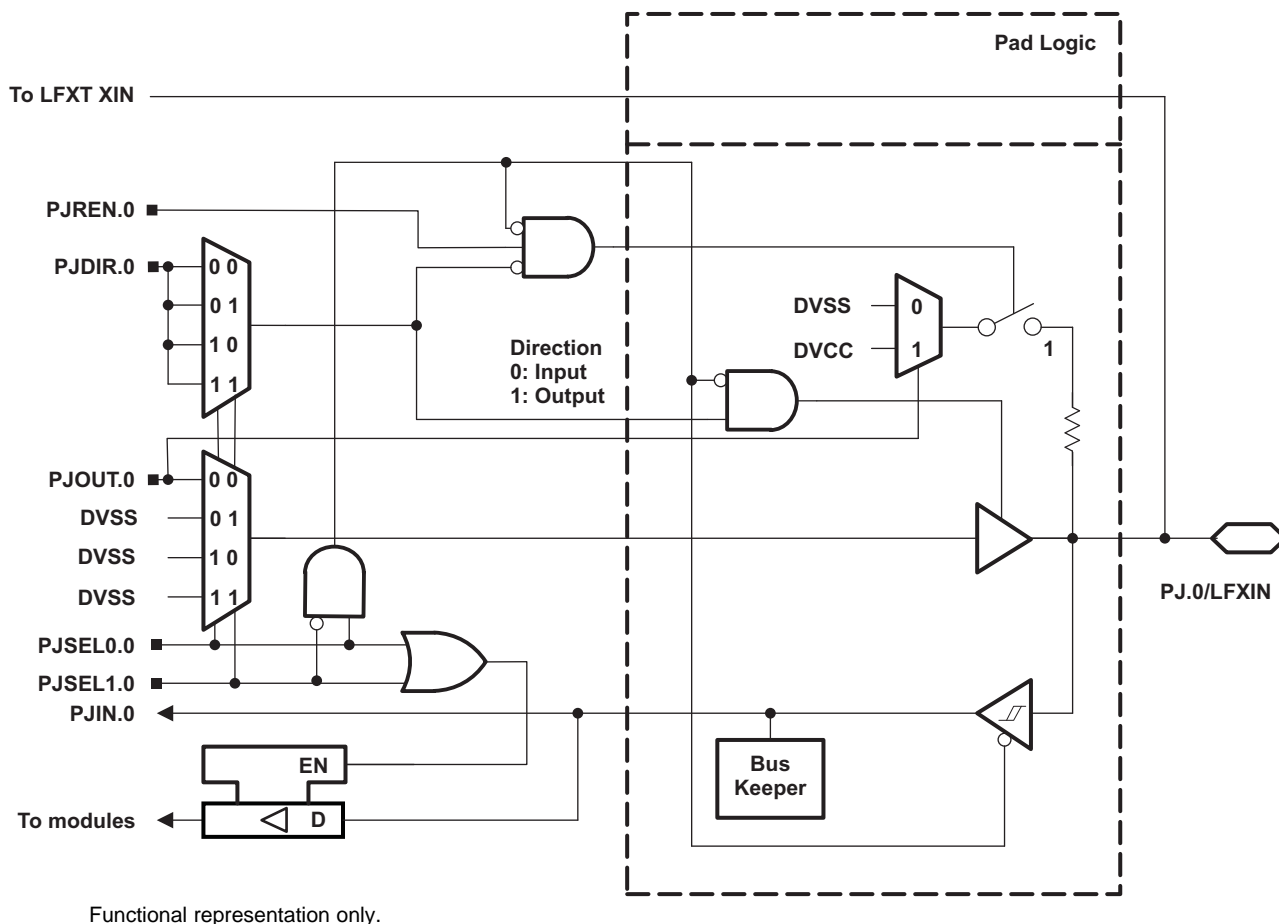 Pad Logic
To LFXT XIN
PJREN.0
PJDIR.0
0 0
0 1
1 0
1 1
Direction
0: Input
1: Output
DVSS
0
DVCC
1
1
PJOUT.0
0 0
DVSS
0 1
DVSS
1 0
DVSS
1 1
PJ.0/LFXIN
PJSEL0.0
PJSEL1.0
PJIN.0
EN
Bus
Keeper
To modules
D
Functional representation only.